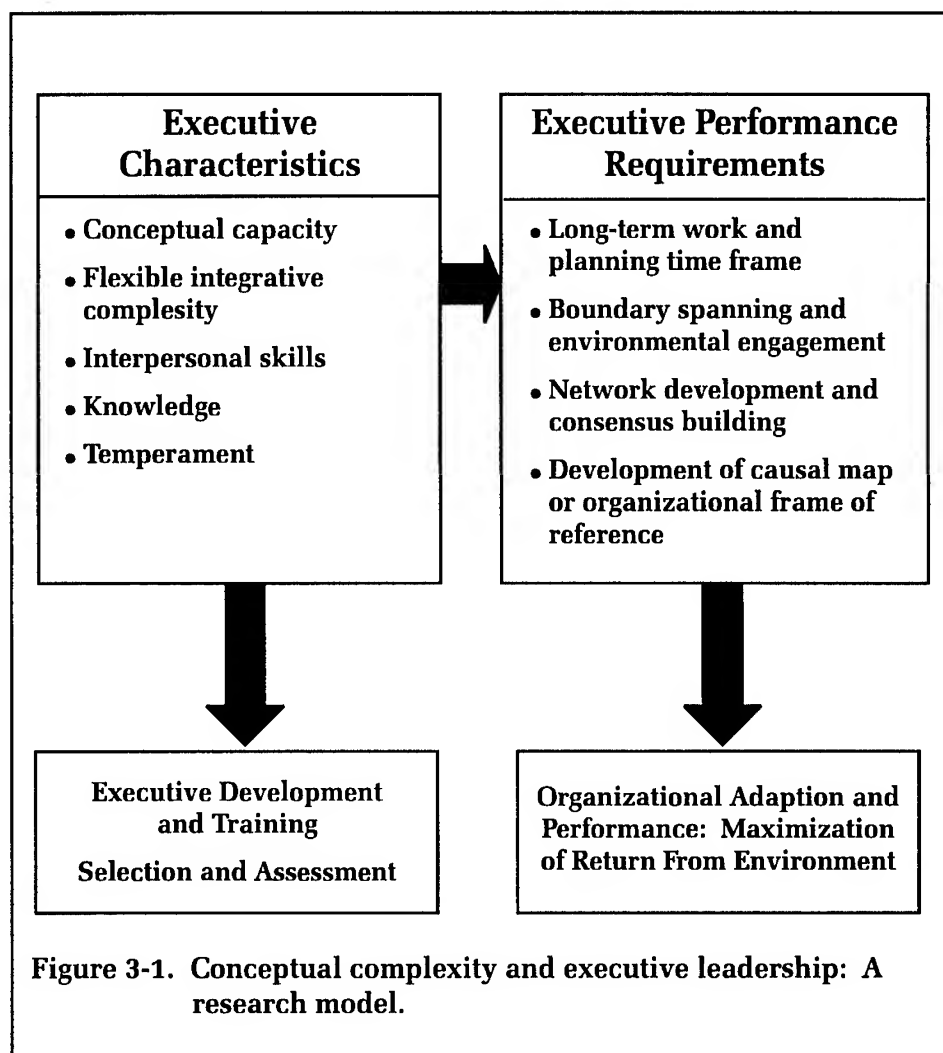 Executive
Characteristics
• Conceptual capacity
• Flexible integrative
complesity
• Interpersonal skills
• Knowledge
• Temperament
Executive Performance
Requirements
• Long-term work and
planning time frame
• Boundary spanning and
environmental engagement
• Network development and
consensus building
• Development of causal map
or organizational frame of
reference
Executive Development
and Training
Selection and Assessment
Organizational Adaption and
Performance: Maximization
of Return From Environment
Figure 3-1. Conceptual complexity and executive leadership: A
research model.